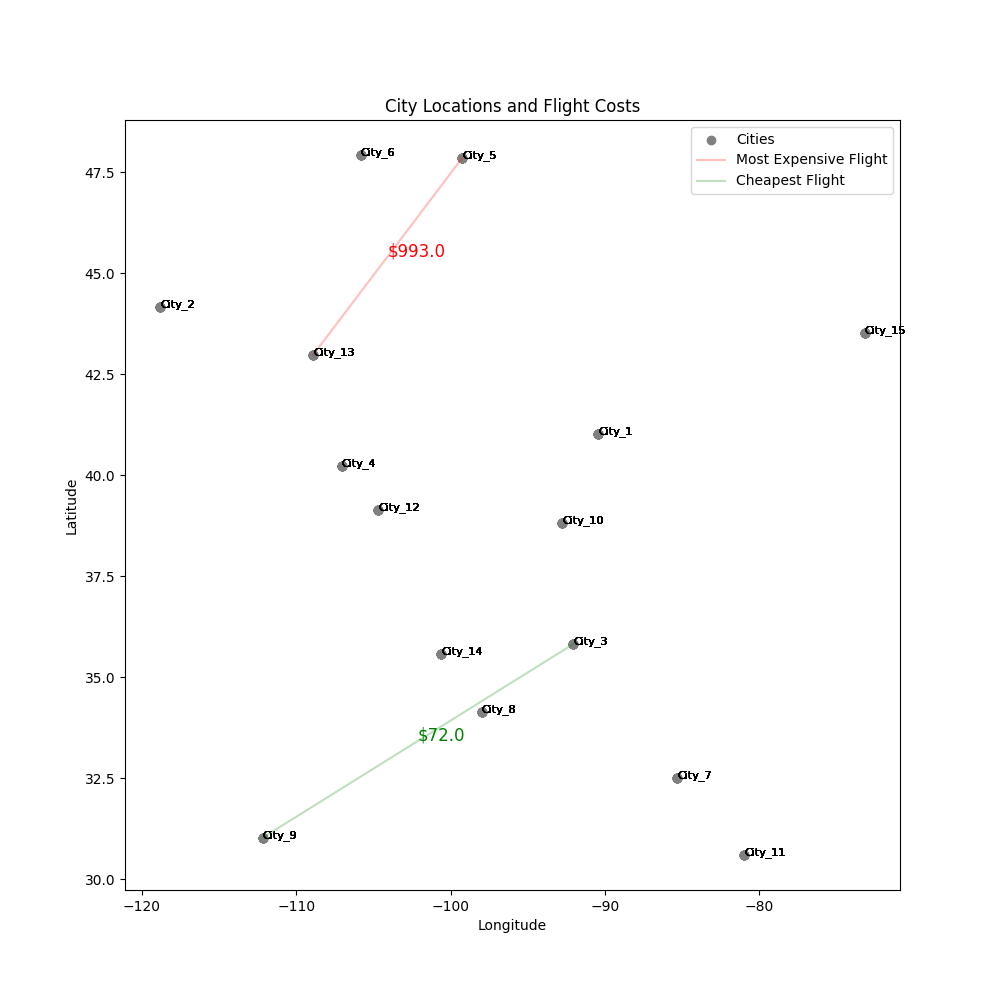 City Locations and Flight Costs
Cities
Most Expensive Flight
Cheapest Flight
City_6
City_5
$993.0
City_2
City_15
City_13
City_1
City_4
City_12
City_10
City_3
City_14
City_8
$72.0
City_7
City_9
City_11
47.5
45.0
42.5
40.0
37.5
35.0
32.5
30.0
Latitude
−120
−110
−100
−90
−80
Longitude